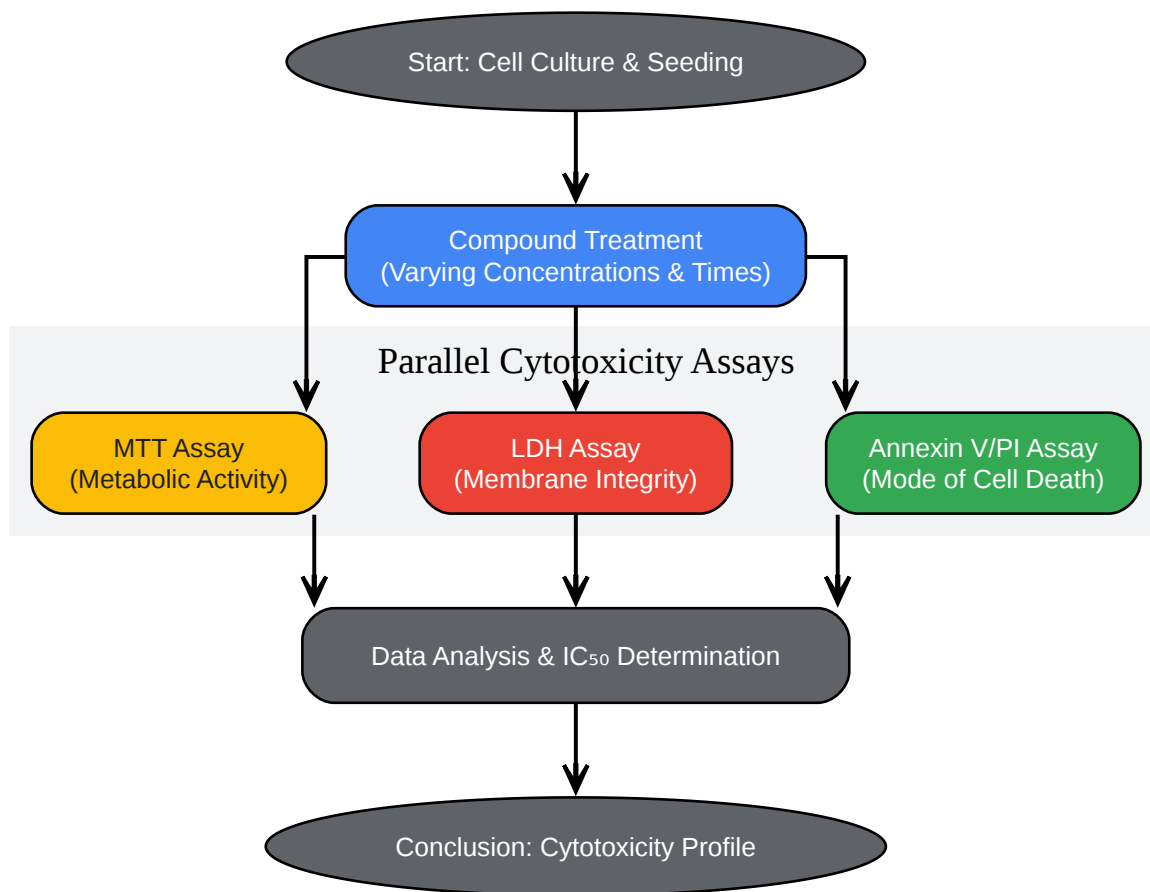 Start: Cell Culture & Seeding
Compound Treatment
(Varying Concentrations & Times)
Parallel Cytotoxicity Assays
MTT Assay
(Metabolic Activity)
LDH Assay
(Membrane Integrity)
Annexin V/PI Assay
(Mode of Cell Death)
Data Analysis & IC₅₀ Determination
Conclusion: Cytotoxicity Profile